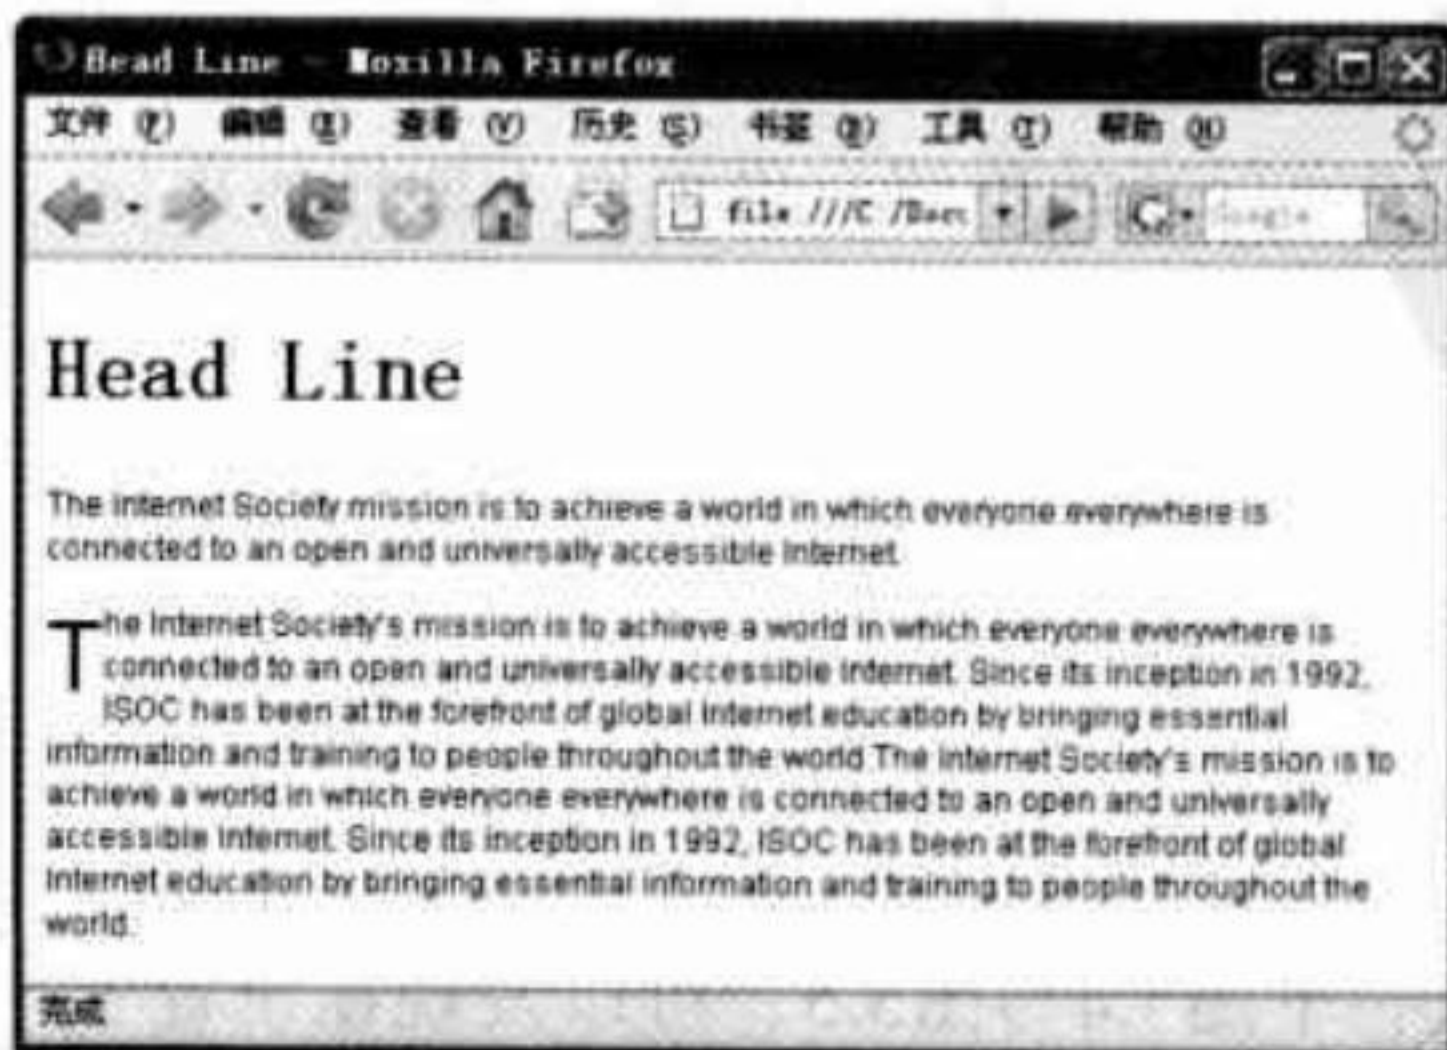 Head Line - Mozilla Firefox
文件 (F) 编辑 (E) 查看 (V) 历史 (S) 书签 (B) 工具 (T) 帮助 (H)
file ///C /Docu Google
Head Line
The Internet Society mission is to achieve a world in which everyone everywhere is
connected to an open and universally accessible Internet.
The Internet Society's mission is to achieve a world in which everyone everywhere is
connected to an open and universally accessible Internet. Since its inception in 1992,
ISOC has been at the forefront of global Internet education by bringing essential
information and training to people throughout the world.The Internet Society's mission is to
achieve a world in which everyone everywhere is connected to an open and universally
accessible Internet. Since its inception in 1992, ISOC has been at the forefront of global
Internet education by bringing essential information and training to people throughout the
world.
完成